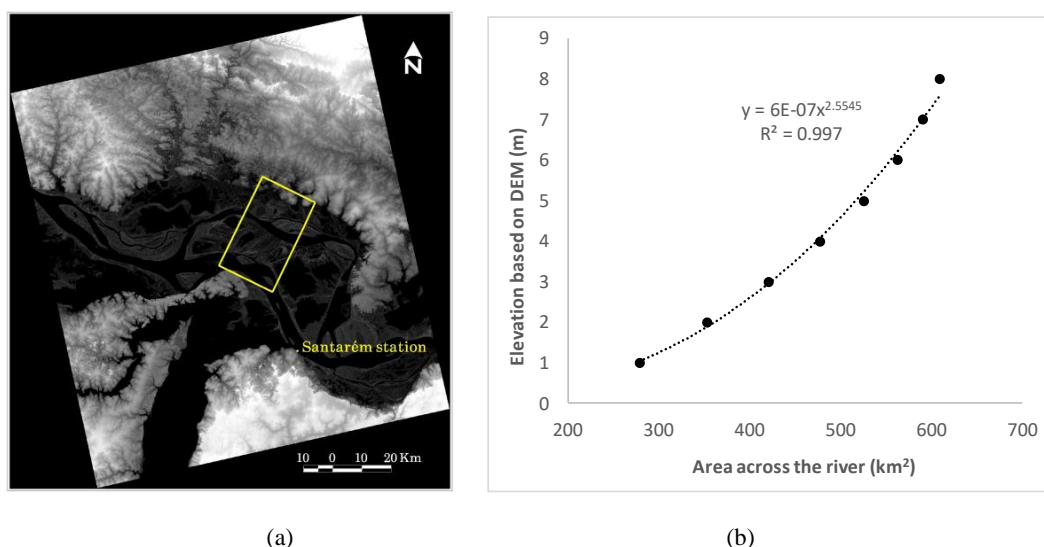 N
Santarém station
10 0 10 20 Km
(a)
9
8
7
6
5
4
3
2
1
0
Elevation based on DEM (m)
y = 6E-07x^2.5545
R² = 0.997
200 300 400 500 600 700
Area across the river (km²)
(b)